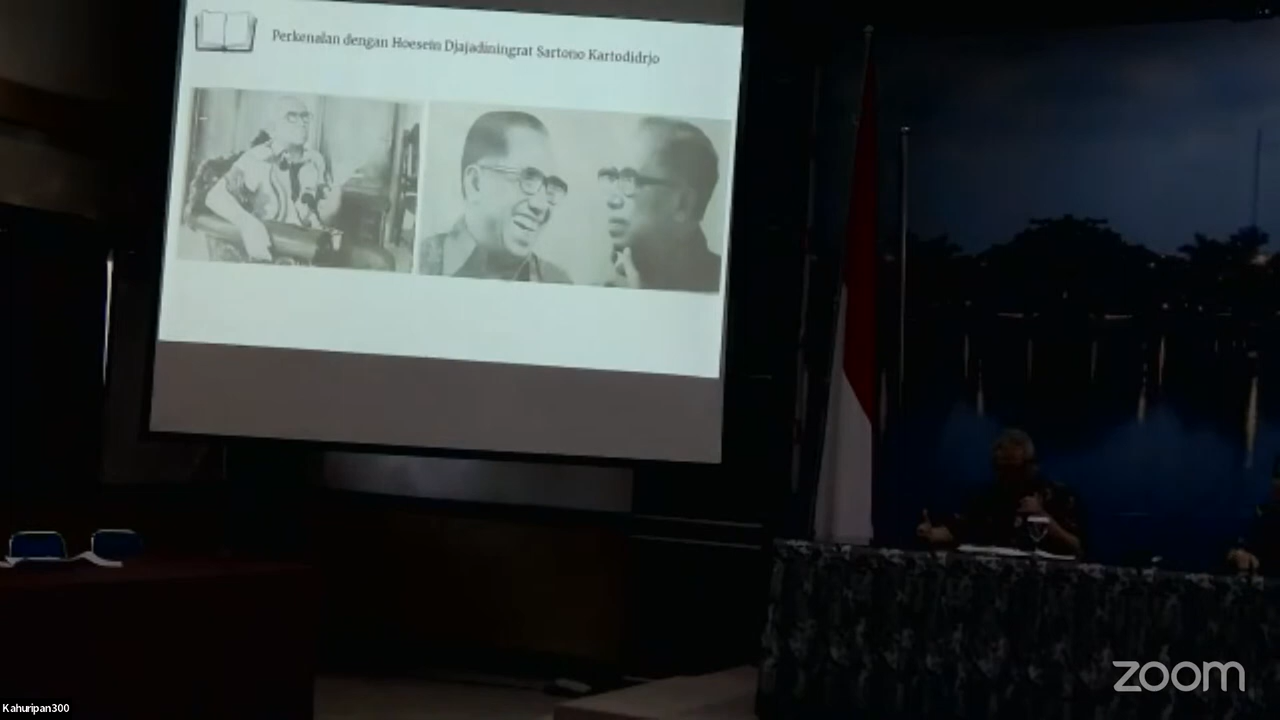 Perkenalan dengan Hoesein Djajadiningrat Sartono Kartodidrjo
zoom
Kahuripan300